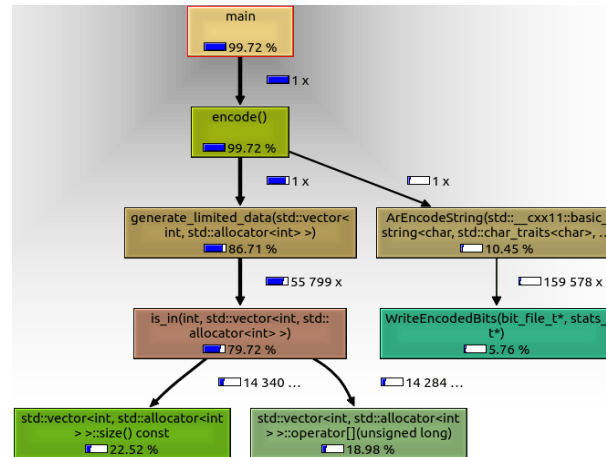 main
99.72 %
1 x
encode()
99.72 %
1 x
1 x
generate_limited_data(std::vector<
int, std::allocator<int> >)
86.71 %
ArEncodeString(std::__cxx11::basic_
string<char, std::char_traits<char>, ...
10.45 %
55 799 x
159 578 x
is_in(int, std::vector<int, std::
allocator<int> >)
79.72 %
WriteEncodedBits(bit_file_t*, stats_
t*)
5.76 %
14 340 ...
14 284 ...
std::vector<int, std::allocator<int
> >::size() const
22.52 %
std::vector<int, std::allocator<int
> >::operator[](unsigned long)
18.98 %